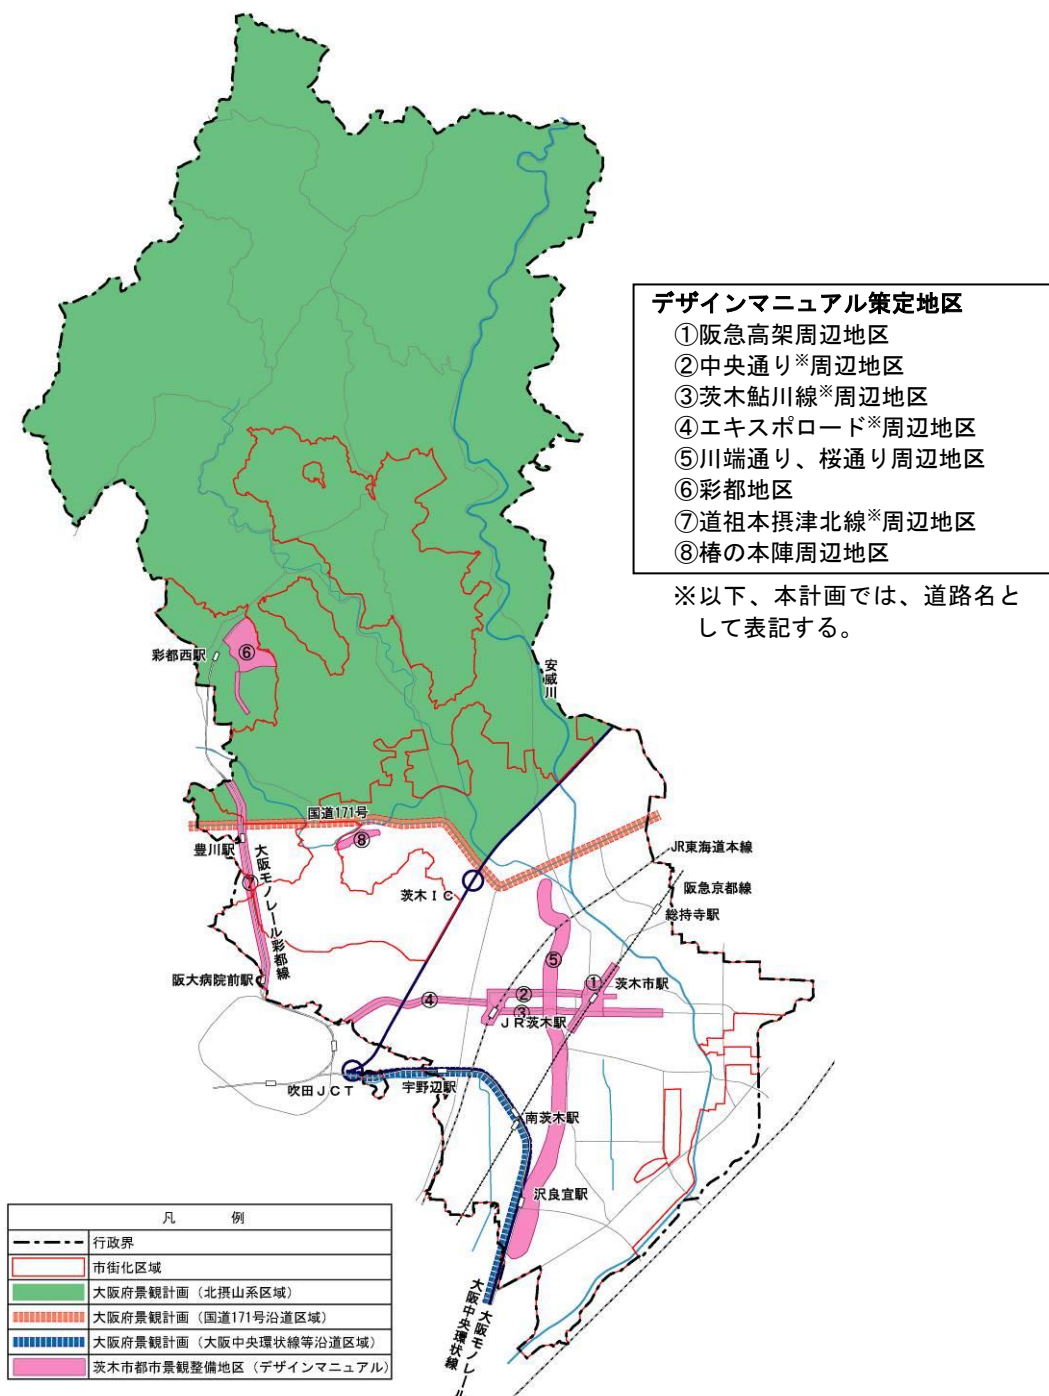 デザインマニュアル策定地区
①阪急高架周辺地区
②中央通り※周辺地区
③茨木鮎川線※周辺地区
④エキスポロード※周辺地区
⑤川端通り、桜通り周辺地区
⑥彩都地区
⑦道祖本摂津北線※周辺地区
⑧椿の本陣周辺地区
※以下、本計画では、道路名と
して表記する。
彩都西駅
⑥
安威川
国道171号
豊川駅
⑧
⑦
大阪モノレール彩都線
茨木IC
JR東海道本線
阪急京都線
総持寺駅
阪大病院前駅
⑤
④
②
①
茨木市駅
③
JR茨木駅
吹田JCT
宇野辺駅
南茨木駅
沢良宜駅
大阪中央環状線
大阪モノレール
凡 例
行政界
市街化区域
大阪府景観計画（北摂山系区域）
大阪府景観計画（国道171号沿道区域）
大阪府景観計画（大阪中央環状線等沿道区域）
茨木市都市景観整備地区（デザインマニュアル）